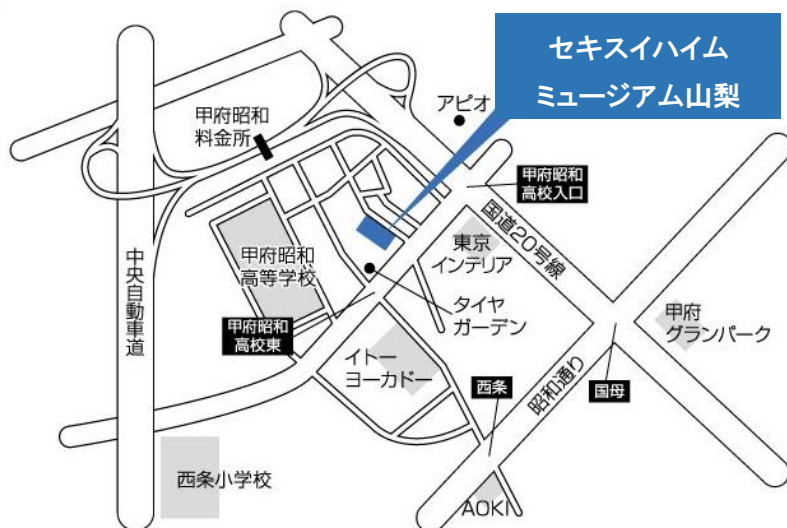 セキスイハイム
ミュージアム山梨
アピオ
甲府昭和
料金所
甲府昭和
高校入口
国道20号線
東京
インテリア
甲府昭和
高等学校
中央自動車道
タイヤ
ガーデン
甲府
グランパーク
甲府昭和
高校東
イトー
ヨーカドー
西条
昭和通り
国母
西条小学校
AOKI